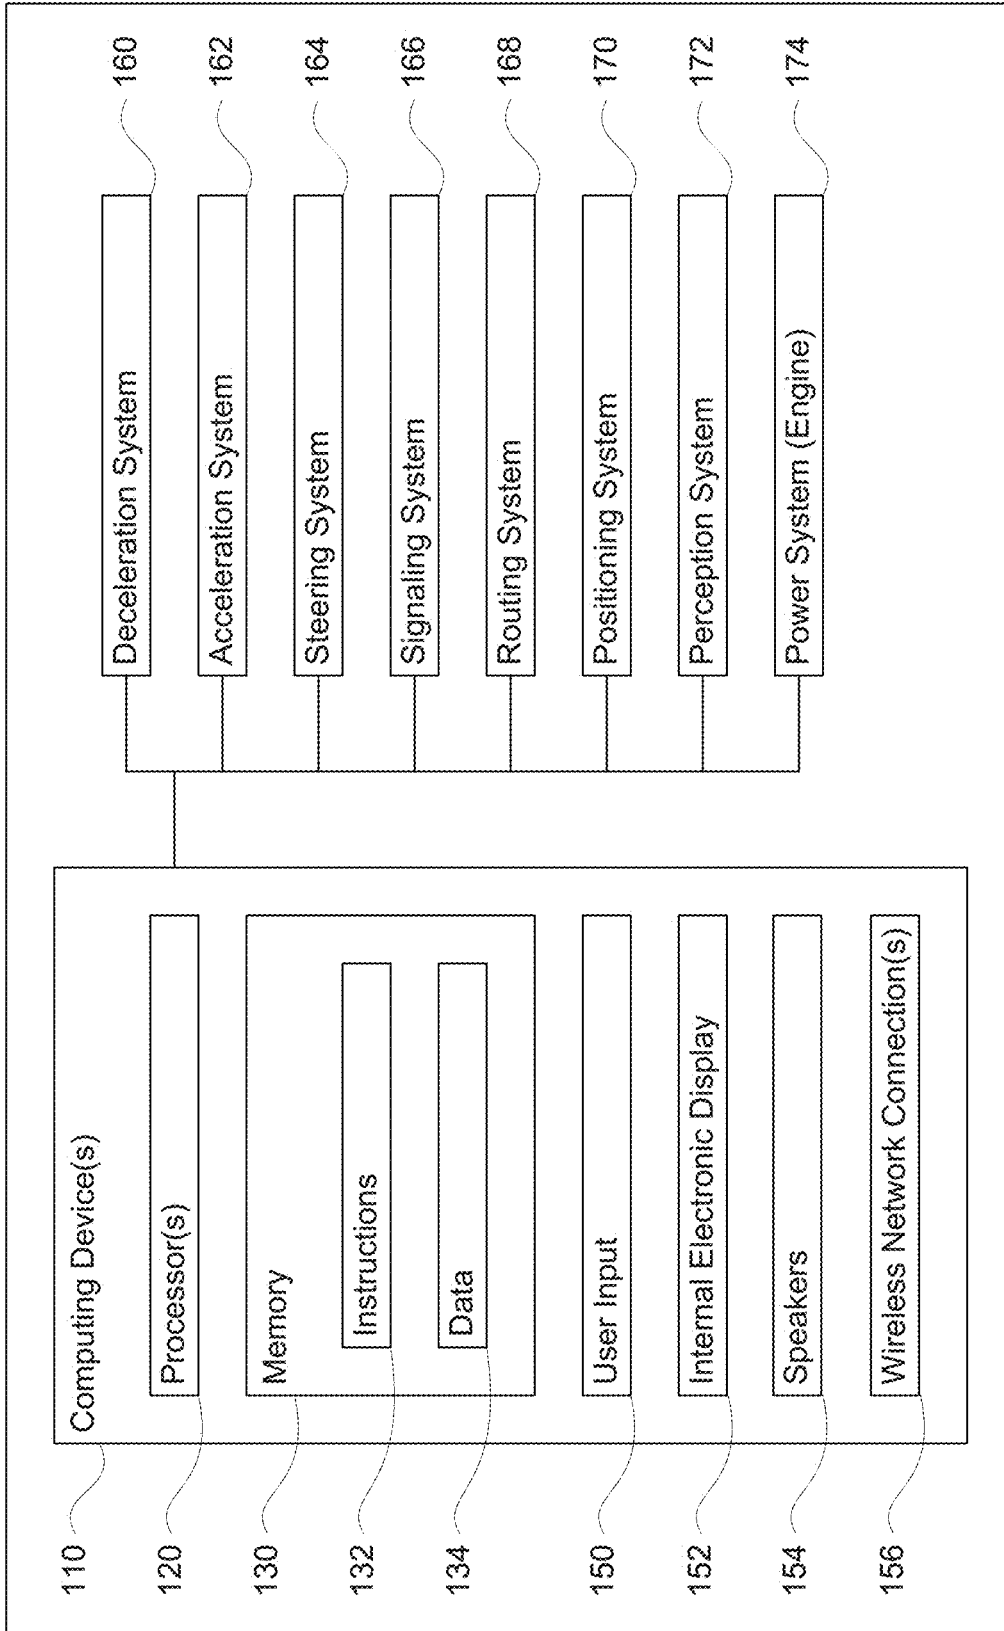 110
Computing Device(s)
120
Processor(s)
130
Memory
132
Instructions
134
Data
150
User Input
152
Internal Electronic Display
154
Speakers
156
Wireless Network Connection(s)
Deceleration System
160
Acceleration System
162
Steering System
164
Signaling System
166
Routing System
168
Positioning System
170
Perception System
172
Power System (Engine)
174